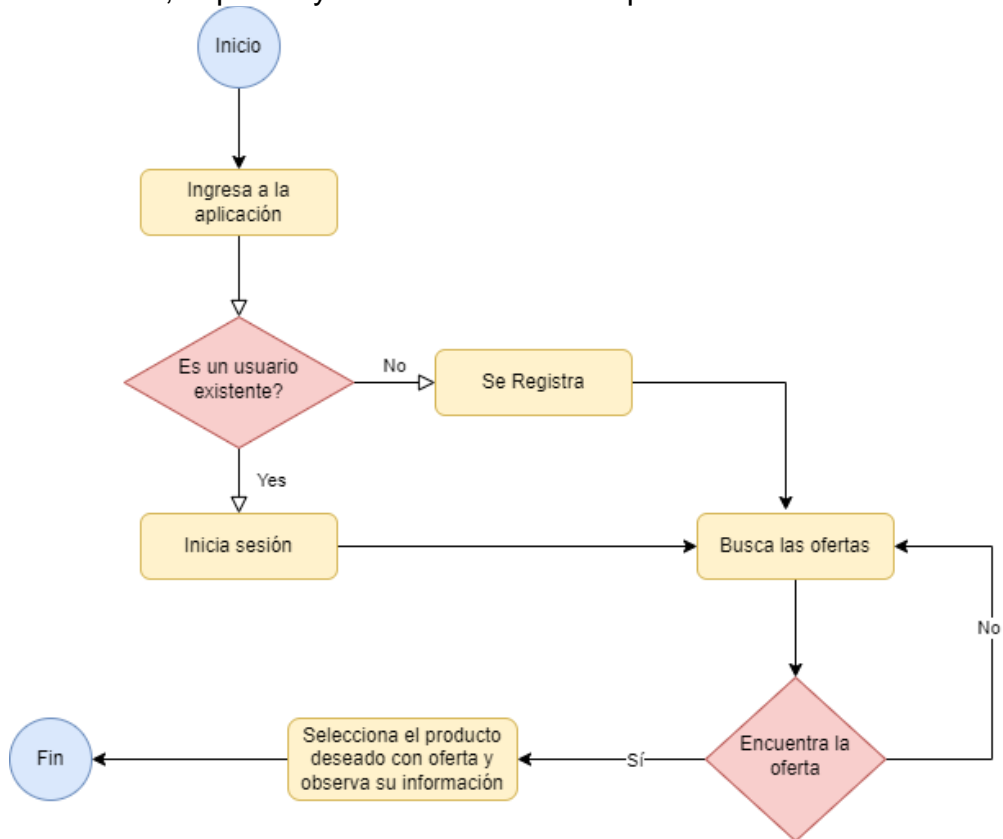 Inicio
Ingresa a la
aplicación
Es un usuario
existente?
No
Se Registra
Yes
Inicia sesión
Busca las ofertas
No
Encuentra la
oferta
Sí
Selecciona el producto
deseado con oferta y
observa su información
Fin